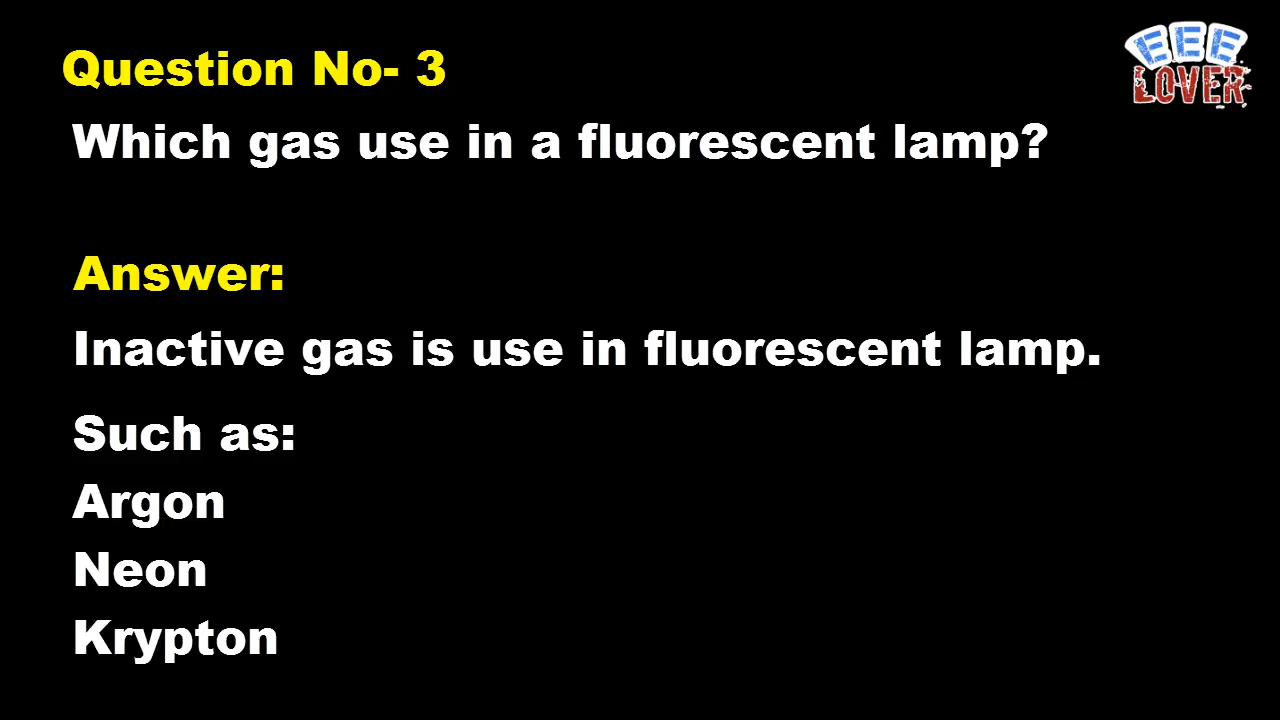 Question No- 3
EEE
LOVER
Which gas use in a fluorescent lamp?
Answer:
Inactive gas is use in fluorescent lamp.
Such as:
Argon
Neon
Krypton